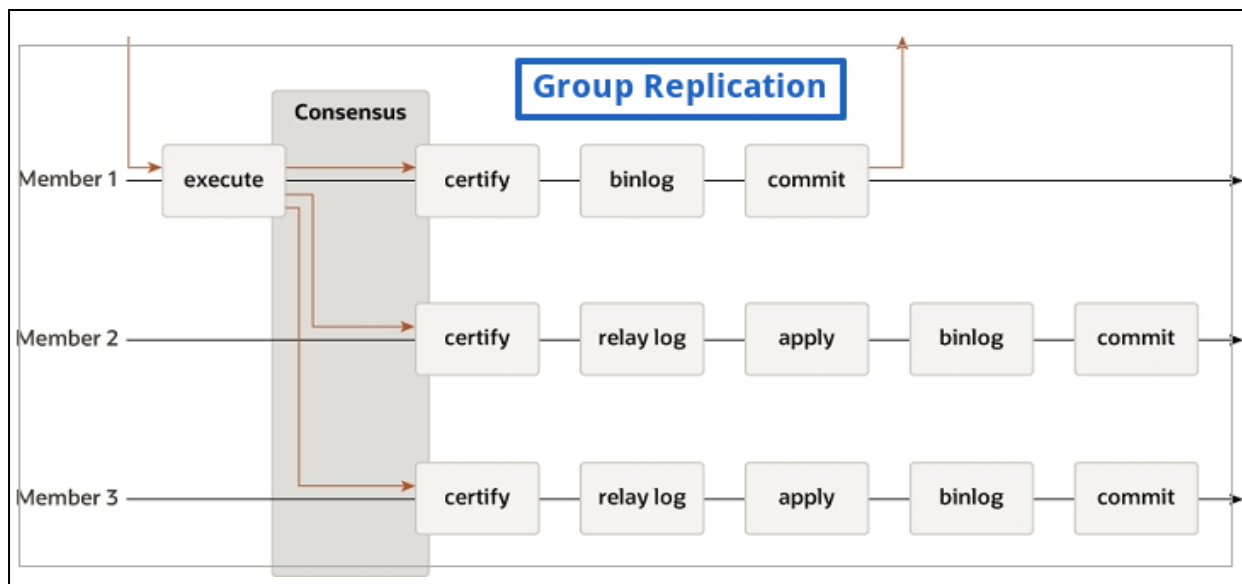 Group Replication
Consensus
Member 1 execute certify binlog commit
Member 2 certify relay log apply binlog commit
Member 3 certify relay log apply binlog commit